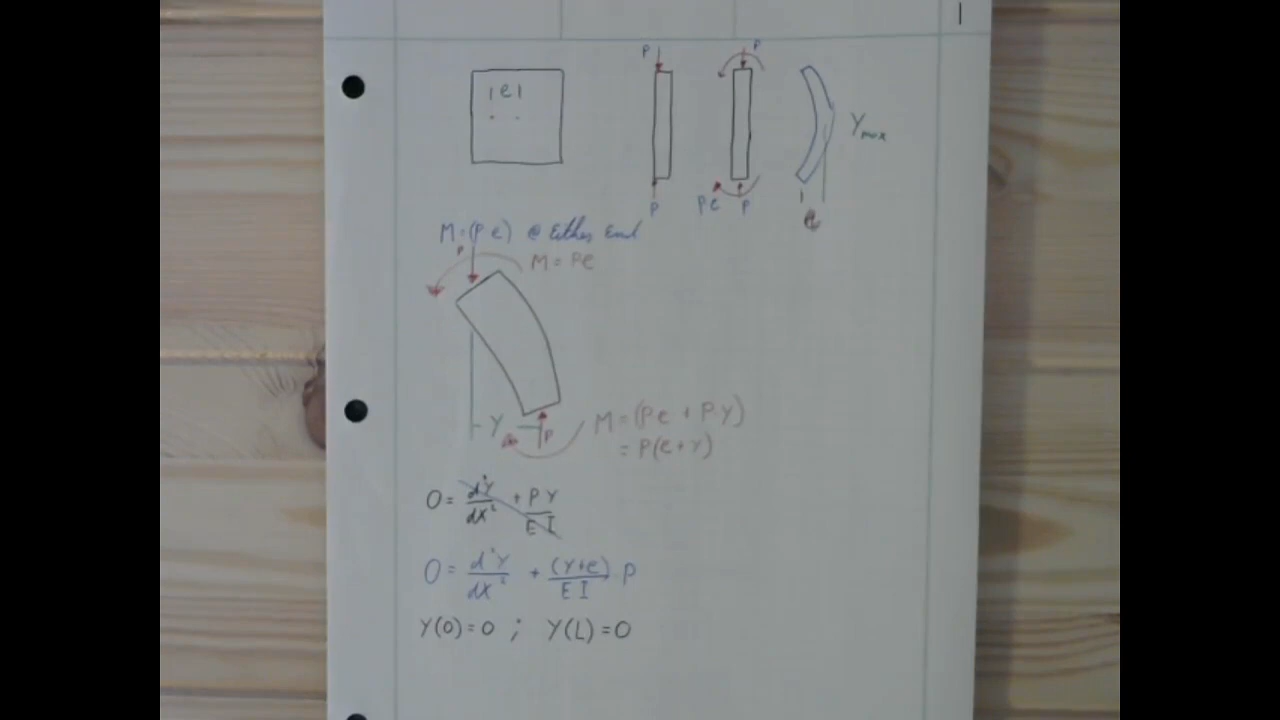 1
e
P
P
P
Pe
P
Ymax
e
M=(Pe) @ Either End
P
M=Pe
Y
P
M=(Pe+PY)
=P(e+Y)
0=d²Y/dX²+PY/EI
0=d²Y/dX²+(Y+e)/EI P
Y(0)=0 ; Y(L)=0